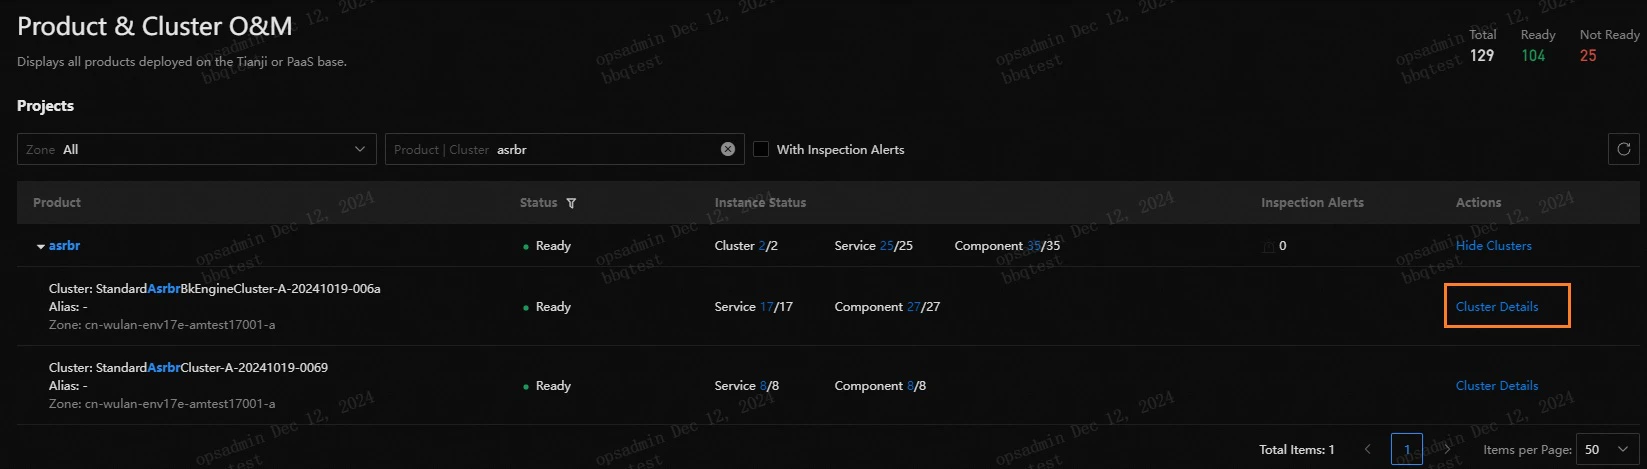 Product & Cluster O&M
Displays all products deployed on the Tianji or PaaS base.
Total Ready Not Ready
129 104 25
Projects
Zone All
Product | Cluster asrbr
With Inspection Alerts
Product Status Instance Status Inspection Alerts Actions
asrbr Ready Cluster 2/2 Service 25/25 Component 35/35 0 Hide Clusters
Cluster: StandardAsrbrBkEngineCluster-A-20241019-006a
Alias: -
Zone: cn-wulan-env17e-amtest17001-a
Ready Service 17/17 Component 27/27 Cluster Details
Cluster: StandardAsrbrCluster-A-20241019-0069
Alias: -
Zone: cn-wulan-env17e-amtest17001-a
Ready Service 8/8 Component 8/8 Cluster Details
Total Items: 1 < 1 > Items per Page: 50
opsadmin Dec 12, 2024
bbqtest